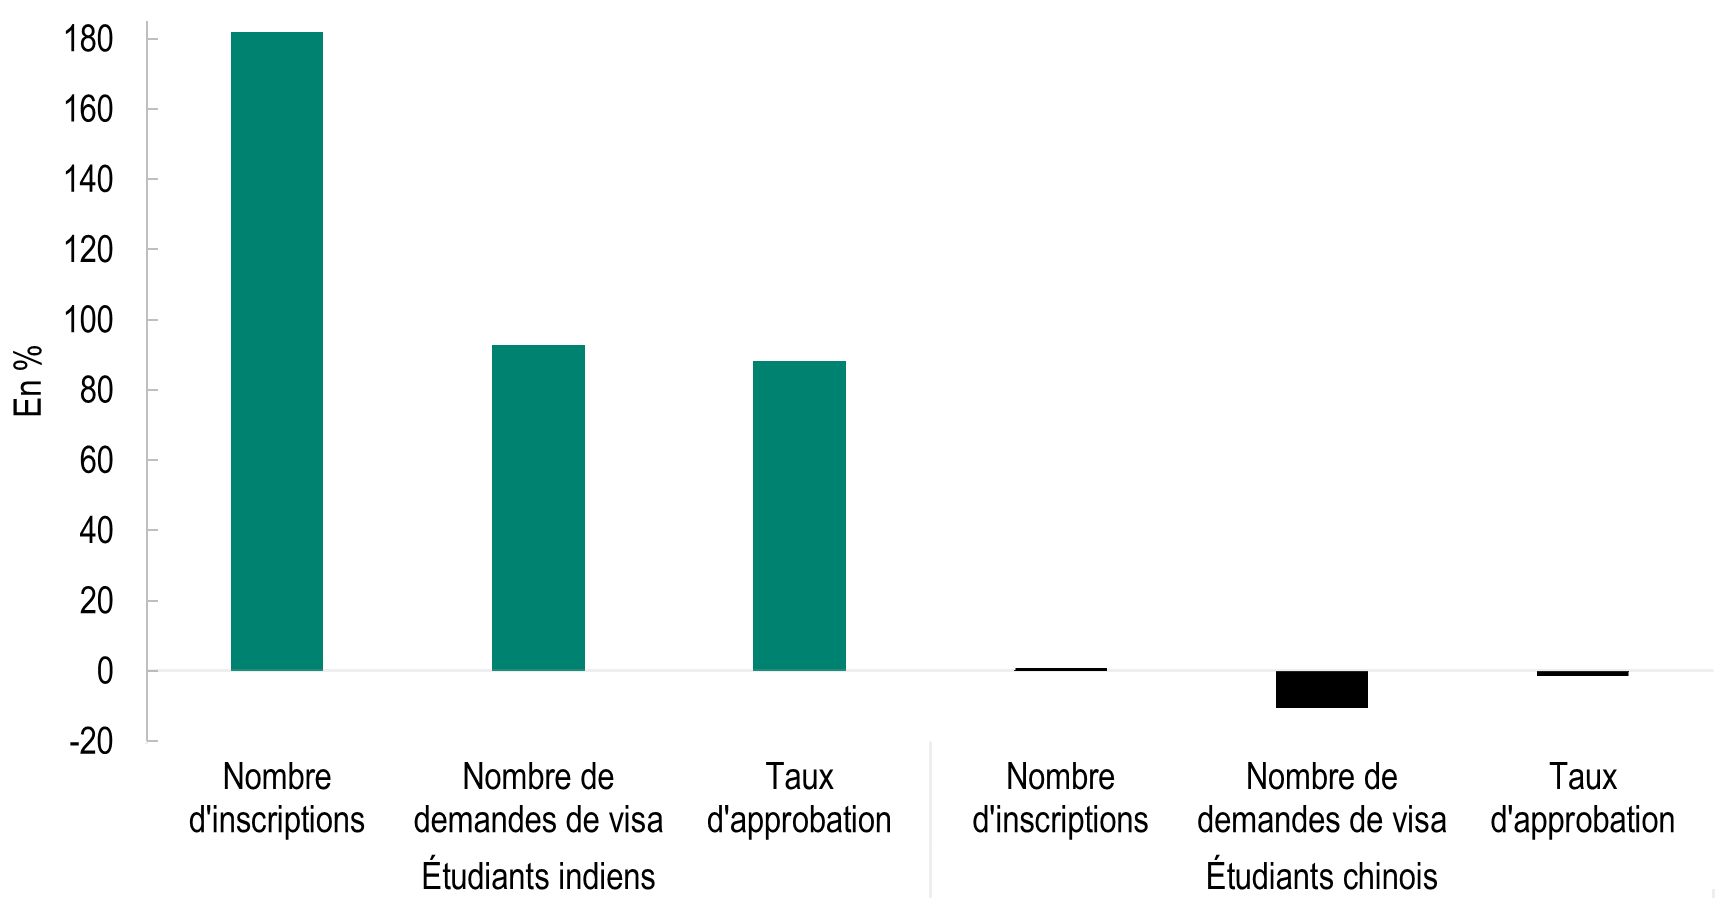 En %
180
160
140
120
100
80
60
40
20
0
-20
Nombre
d'inscriptions
Nombre de
demandes de visa
Taux
d'approbation
Nombre
d'inscriptions
Nombre de
demandes de visa
Taux
d'approbation
Étudiants indiens
Étudiants chinois